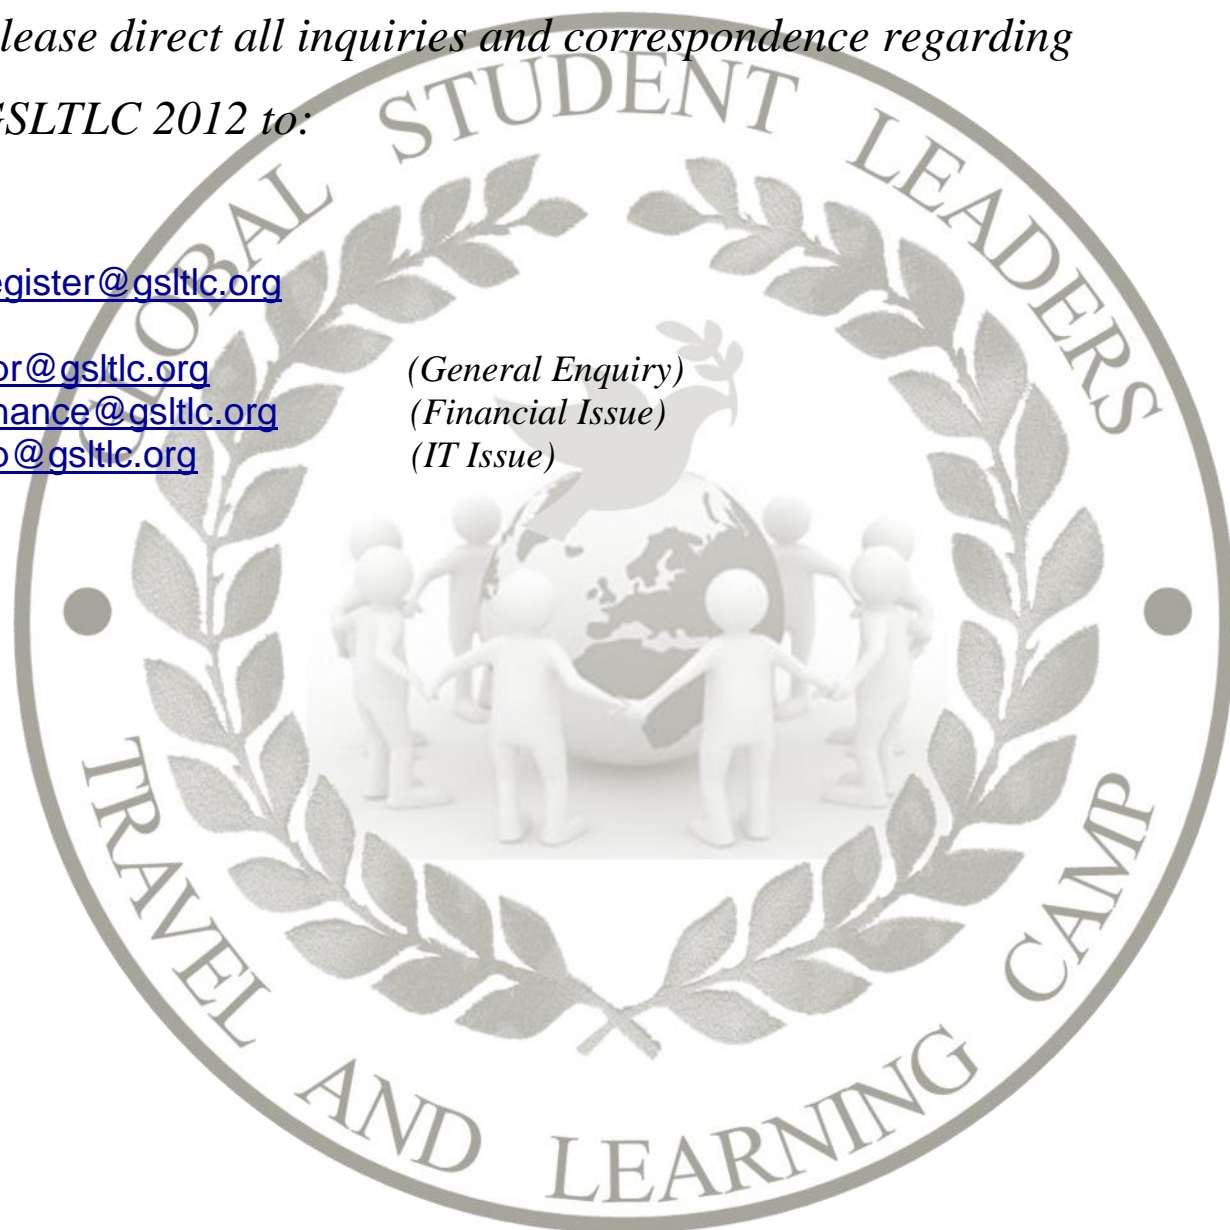 lease direct all inquiries and correspondence regarding
GSLTLC 2012 to:
egister@gsltlc.org
or@gsltlc.org (General Enquiry)
nance@gsltlc.org (Financial Issue)
o@gsltlc.org (IT Issue)
GLOBAL STUDENT LEADERS
TRAVEL AND LEARNING CAMP